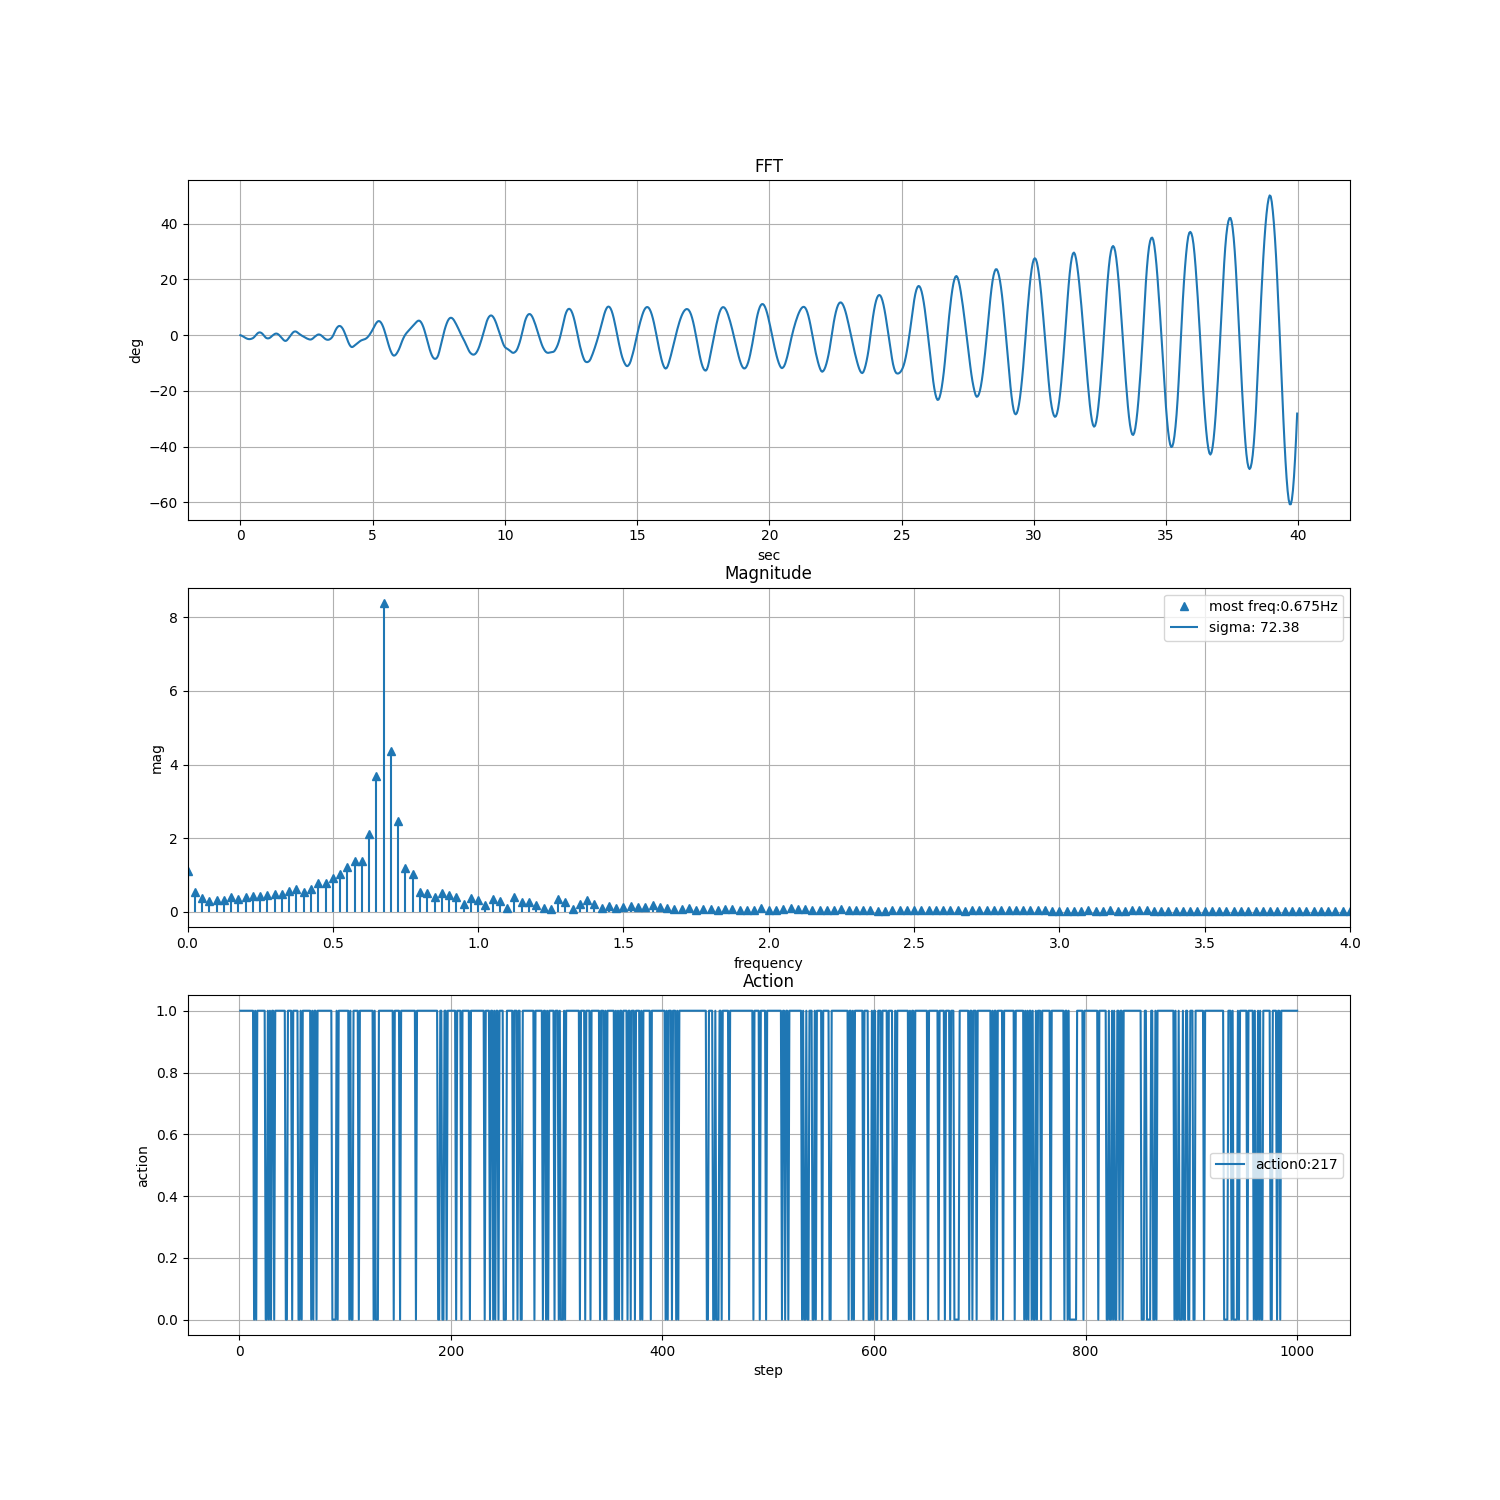 FFT
40
20
0
−20
−40
−60
deg
0 5 10 15 20 25 30 35 40
sec
Magnitude
8
6
4
2
0
mag
most freq:0.675Hz
sigma: 72.38
0.0 0.5 1.0 1.5 2.0 2.5 3.0 3.5 4.0
frequency
Action
1.0
0.8
0.6
0.4
0.2
0.0
action
action0:217
0 200 400 600 800 1000
step